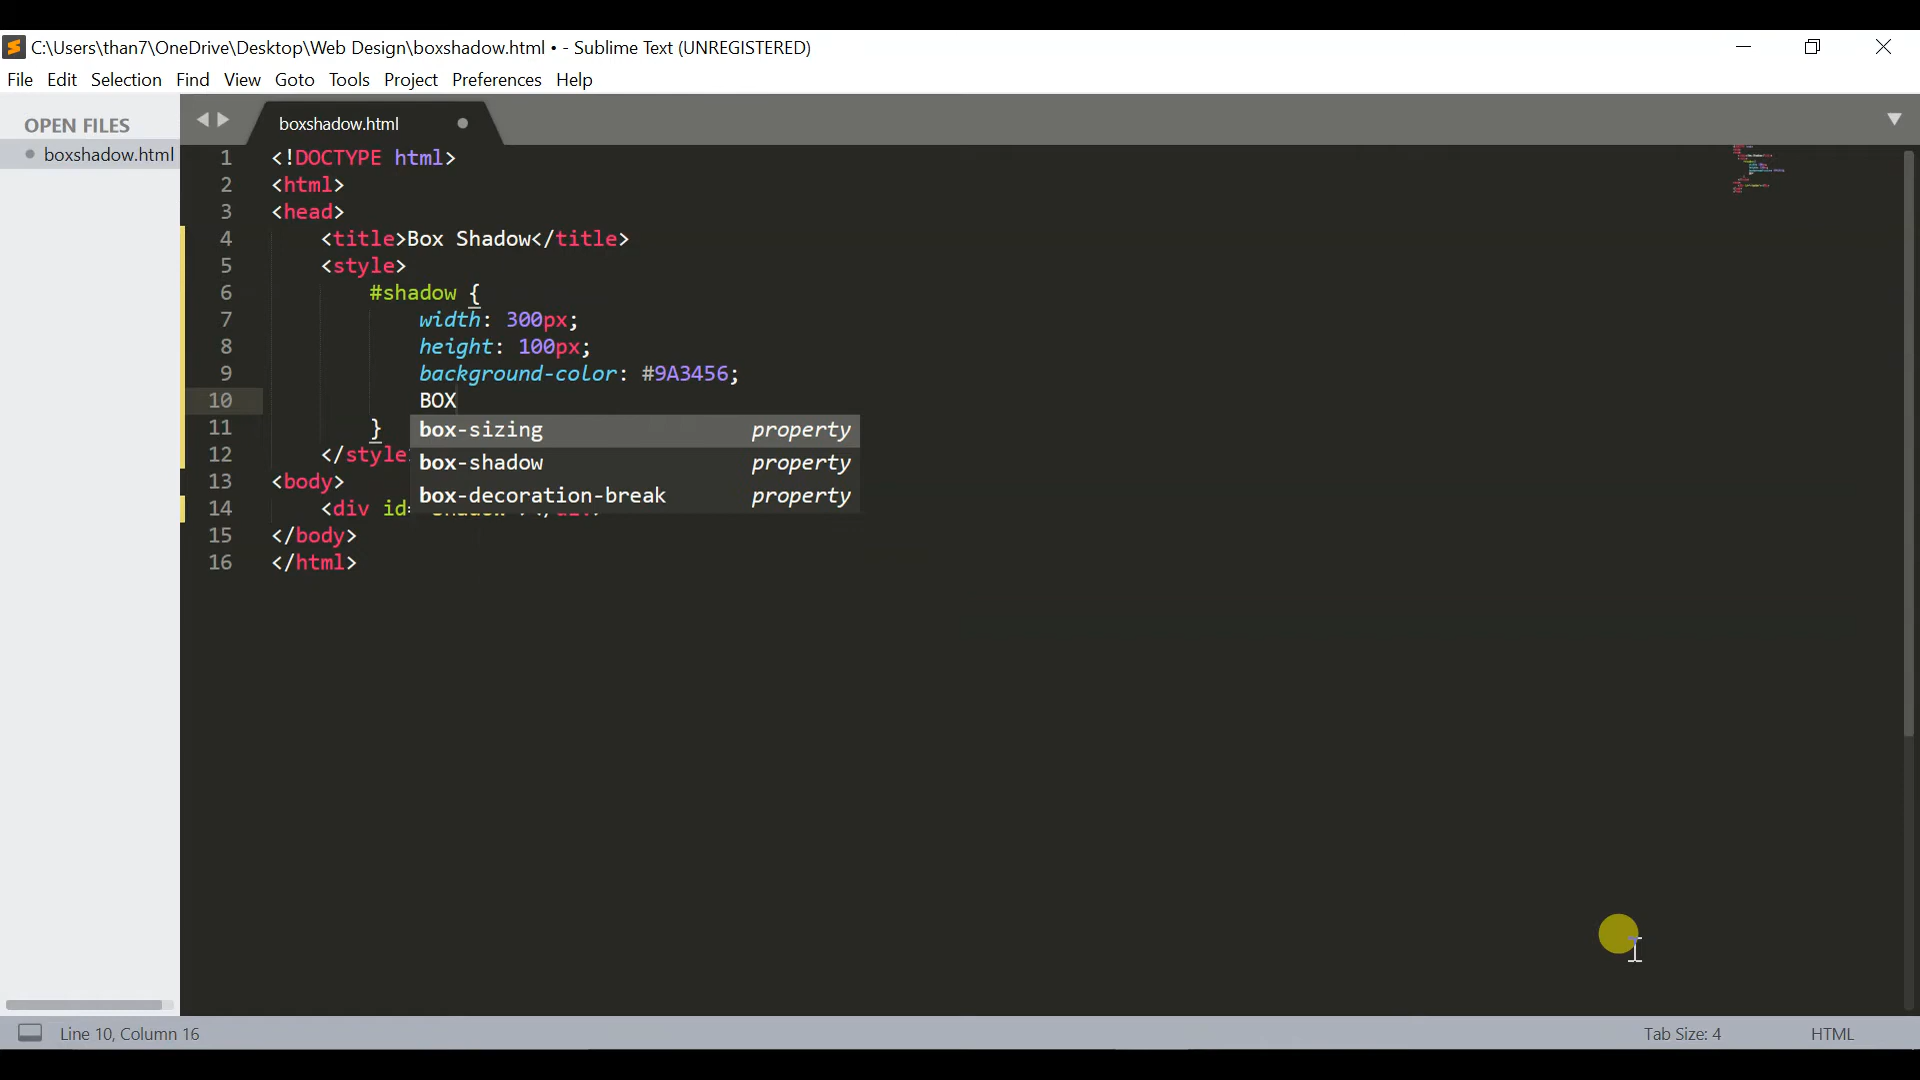 C:\Users\than7\OneDrive\Desktop\Web Design\boxshadow.html • - Sublime Text (UNREGISTERED)
File Edit Selection Find View Goto Tools Project Preferences Help
OPEN FILES
boxshadow.html
boxshadow.html
1 <!DOCTYPE html>
2 <html>
3 <head>
4 <title>Box Shadow</title>
5 <style>
6 #shadow {
7 width: 300px;
8 height: 100px;
9 background-color: #9A3456;
10 BOX
11 }
box-sizing property
12 </style
box-shadow property
13 <body>
box-decoration-break property
14 <div id=
15 </body>
16 </html>
Line 10, Column 16
Tab Size: 4
HTML